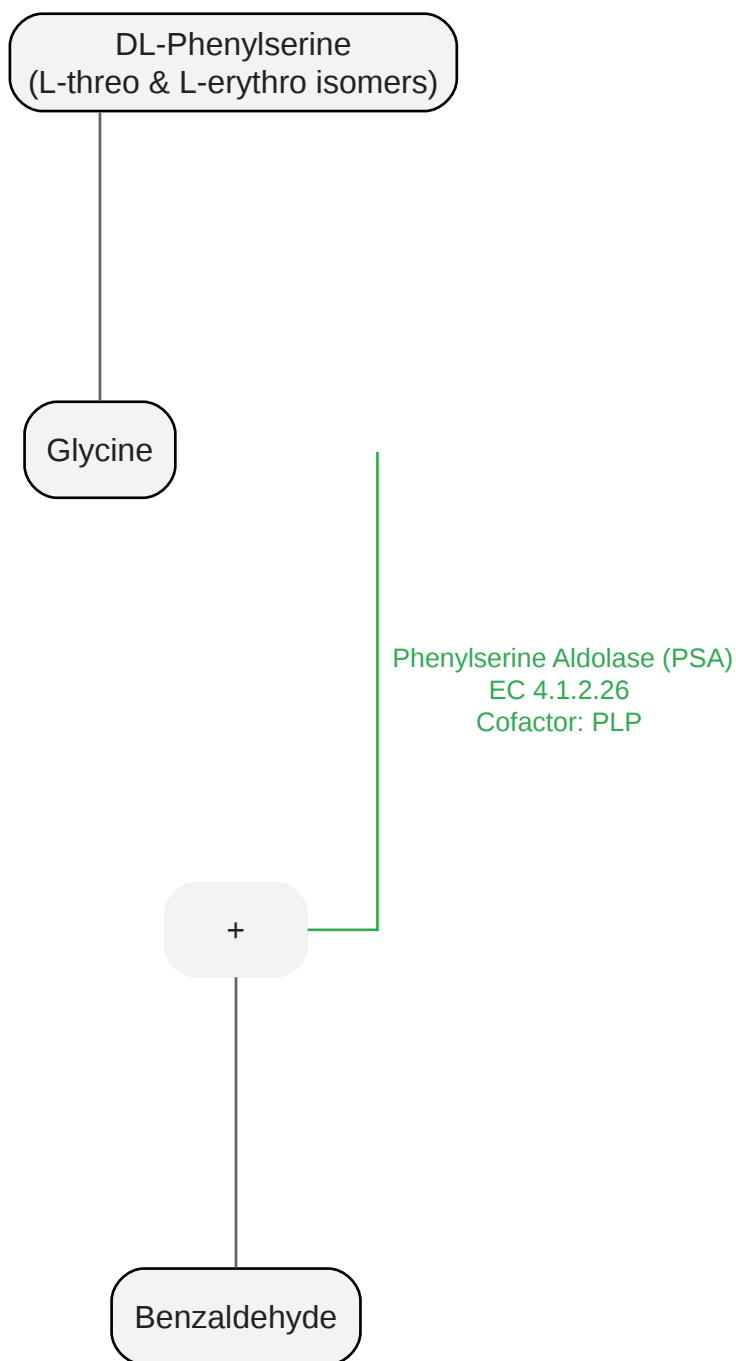 DL-Phenylserine
(L-threo & L-erythro isomers)
Glycine
Phenylserine Aldolase (PSA)
EC 4.1.2.26
Cofactor: PLP
+
Benzaldehyde